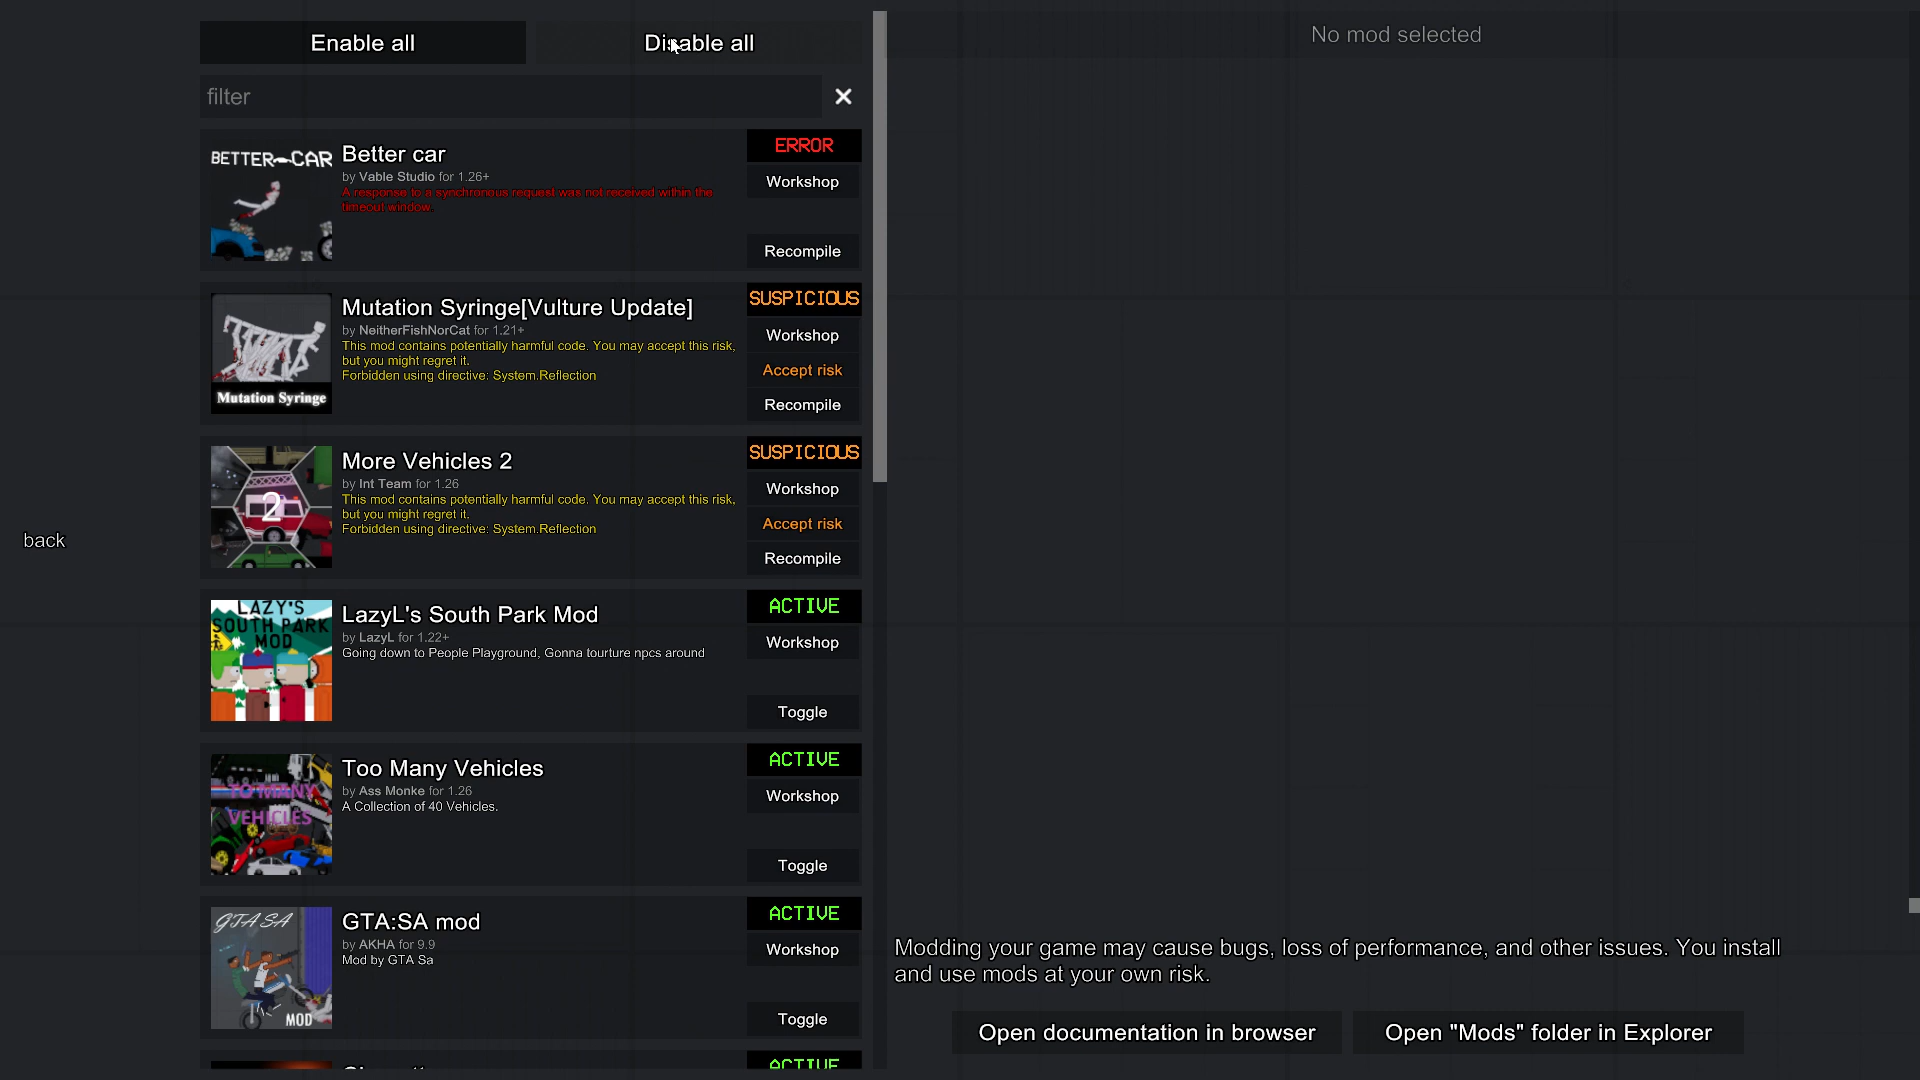 Enable all
Disable all
No mod selected
filter
BETTER CAR
Better car
by Vable Studio for 1.26+
A response to a synchronous request was not received within the
timeout window.
ERROR
Workshop
Recompile
Mutation Syringe
Mutation Syringe[Vulture Update]
by NeitherFishNorCat for 1.21+
This mod contains potentially harmful code. You may accept this risk,
but you might regret it.
Forbidden using directive: System.Reflection
SUSPICIOUS
Workshop
Accept risk
Recompile
2
More Vehicles 2
by Int Team for 1.26
This mod contains potentially harmful code. You may accept this risk,
but you might regret it.
Forbidden using directive: System.Reflection
SUSPICIOUS
Workshop
Accept risk
Recompile
back
LAZY'S
SOUTH PARK
MOD
LazyL's South Park Mod
by LazyL for 1.22+
Going down to People Playground, Gonna tourture npcs around
ACTIVE
Workshop
Toggle
TO MANY
VEHICLES
Too Many Vehicles
by Ass Monke for 1.26
A Collection of 40 Vehicles.
ACTIVE
Workshop
Toggle
GTA SA
MOD
GTA:SA mod
by AKHA for 9.9
Mod by GTA Sa
ACTIVE
Workshop
Toggle
ACTIVE
Modding your game may cause bugs, loss of performance, and other issues. You install
and use mods at your own risk.
Open documentation in browser
Open "Mods" folder in Explorer